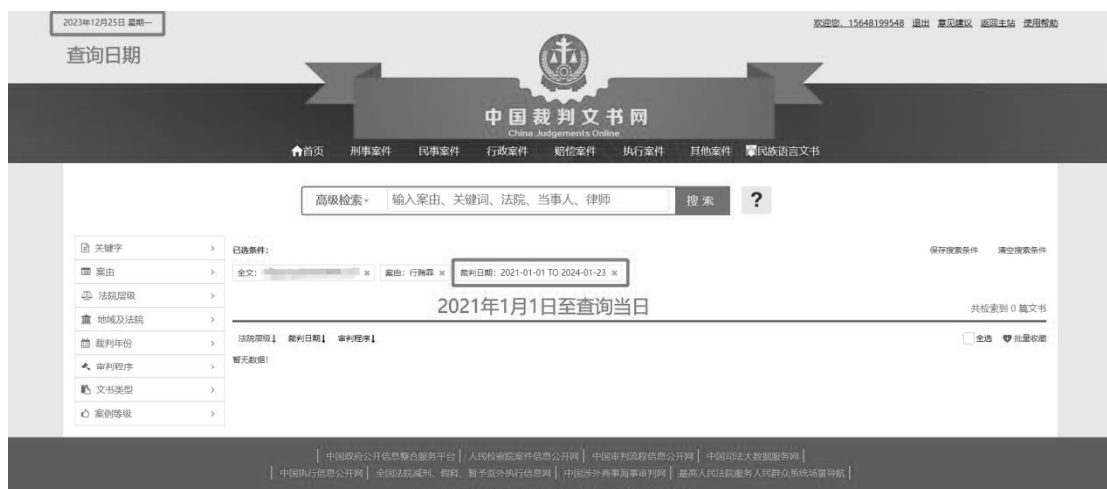 2023年12月25日 星期一
欢迎您，15648199548 退出 意见建议 返回主站 使用帮助
查询日期
中国裁判文书网
China Judgements Online
首页 刑事案件 民事案件 行政案件 赔偿案件 执行案件 其他案件 民族语言文书
高级检索 输入案由、关键词、法院、当事人、律师 搜索 ?
关键字
案由
法院层级
地域及法院
裁判年份
审判程序
文书类型
案例等级
已选条件：
保存搜索条件 清空搜索条件
全文： × 案由：行贿罪 × 裁判日期：2021-01-01 TO 2024-01-23 ×
2021年1月1日至查询当日
共检索到 0 篇文书
法院层级↓ 裁判日期↓ 审判程序↓
全选 批量收藏
暂无数据!
| 中国政府公开信息整合服务平台 | 人民检察院案件信息公开网 | 中国审判流程信息公开网 | 中国司法大数据服务网 |
| 中国执行信息公开网 | 全国法院减刑、假释、暂予监外执行信息网 | 中国涉外商事海事审判网 | 最高人民法院服务人民群众系统场景导航 |